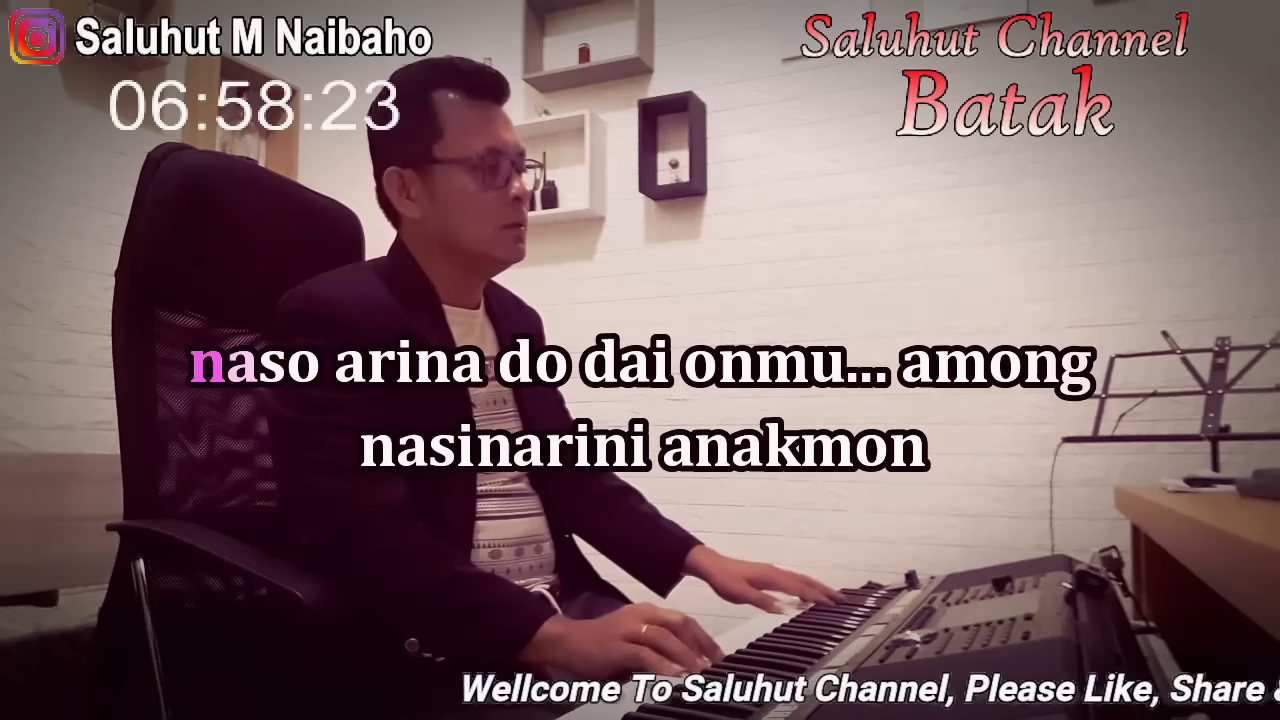 Saluhut M Naibaho
Saluhut Channel
Batak
06:58:23
naso arina do dai onmu... among
nasinarini anakmon
Wellcome To Saluhut Channel, Please Like, Share &